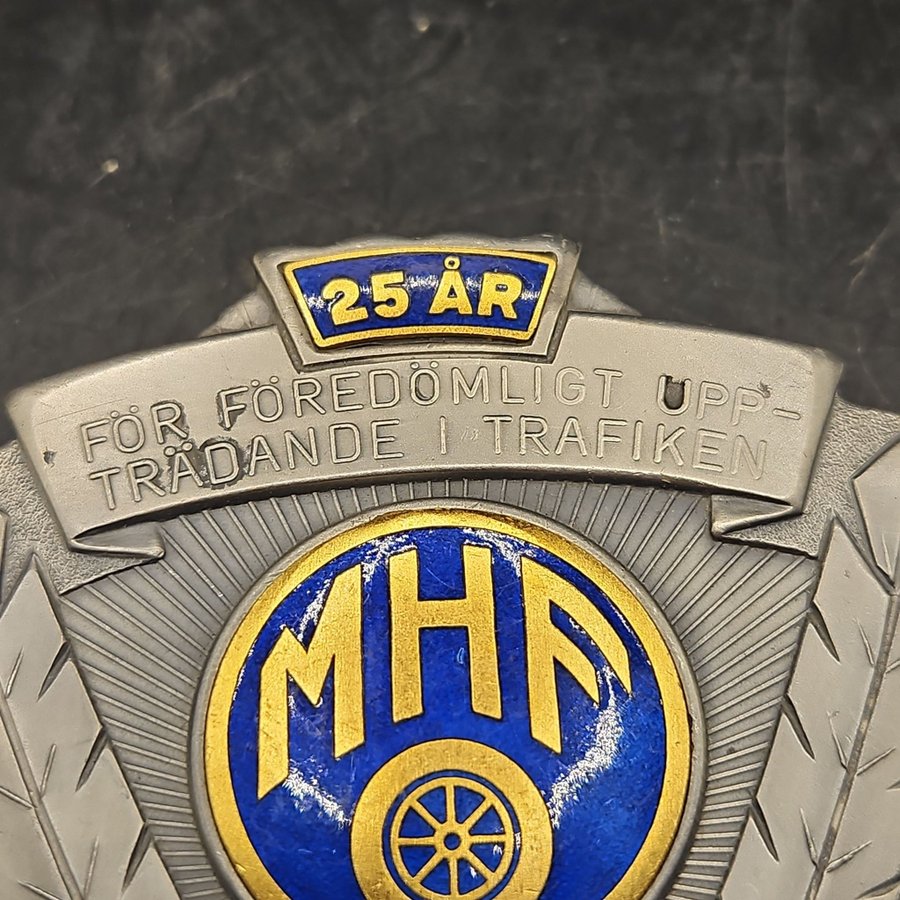 25 ÅR
FÖR FÖREDÖMLIGT UPP-
TRÄDANDE I TRAFIKEN
MHF